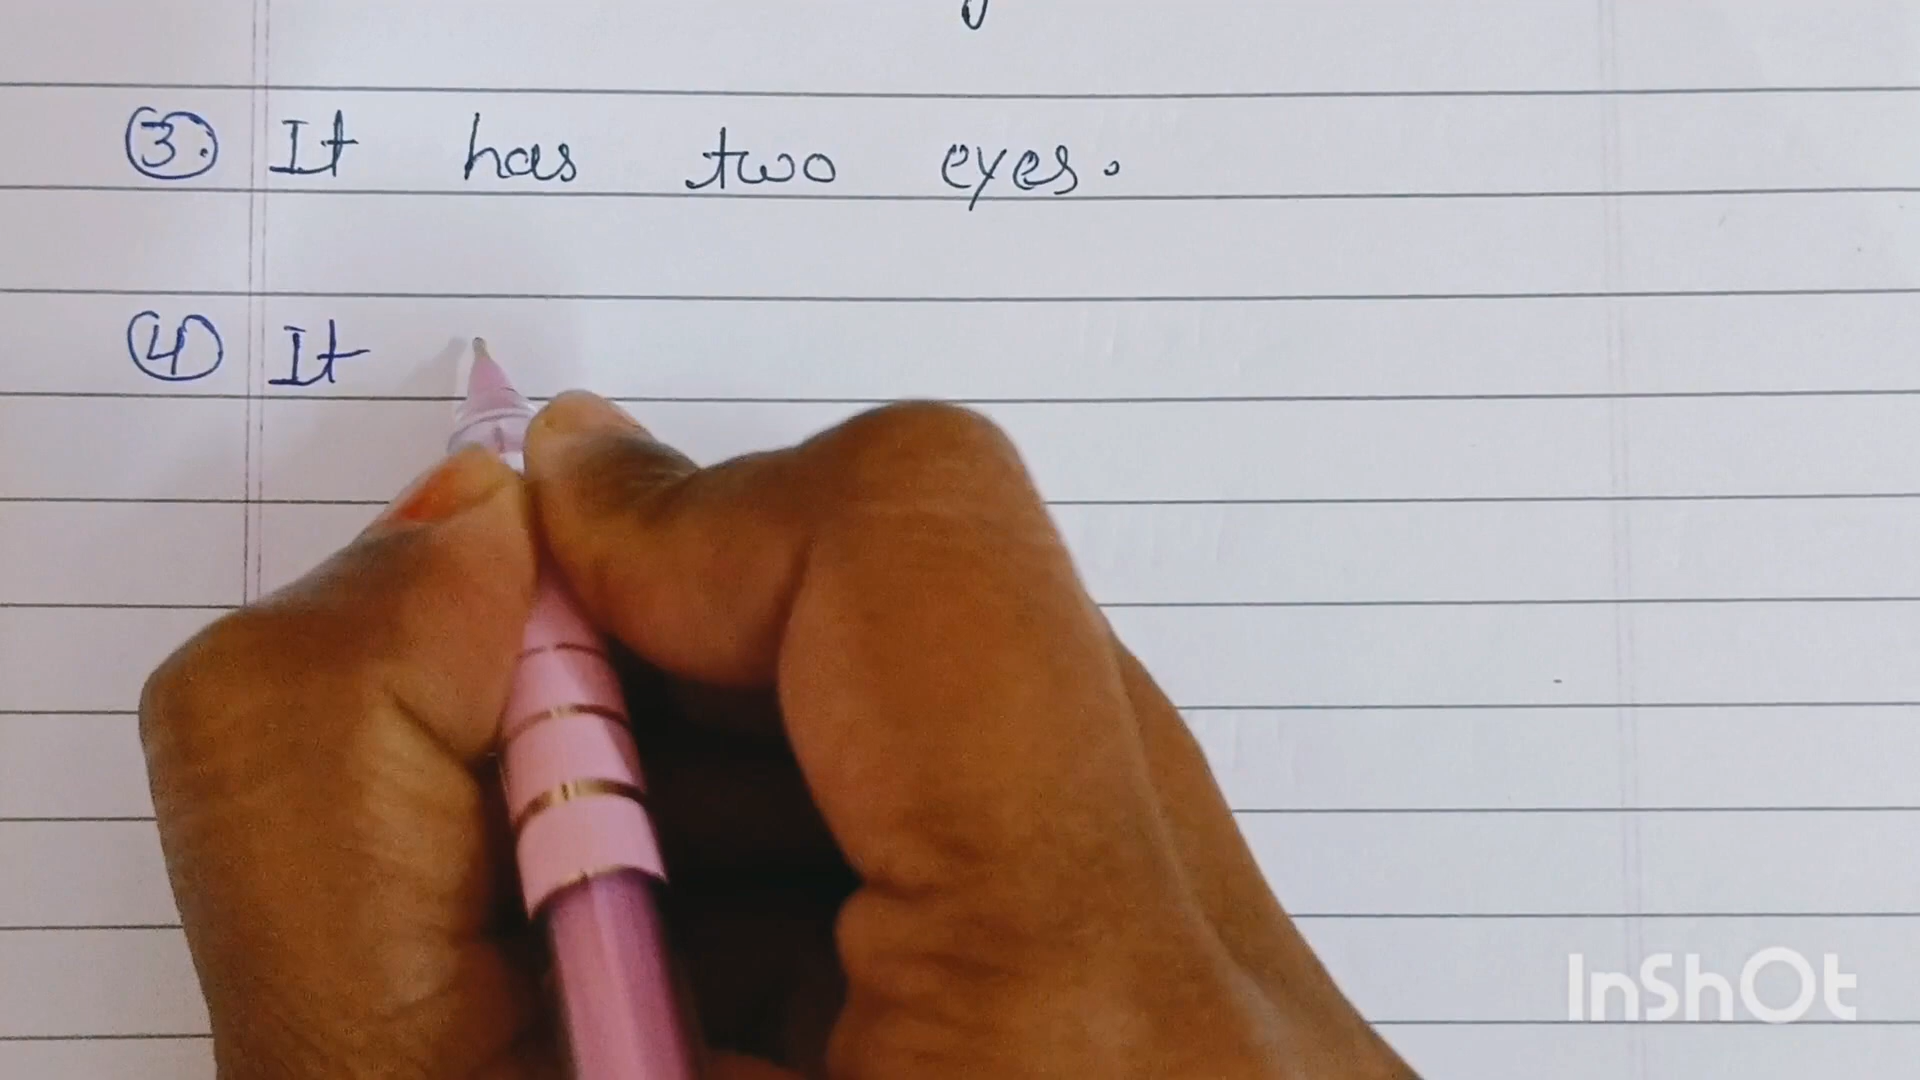 ③. It has two eyes.
④ It
InShOt